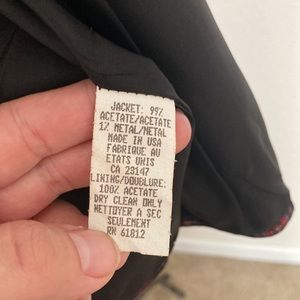 JACKET: 99%
ACETATE/ACETATE
1% METAL/METAL
MADE IN USA
FABRIQUE AU
ETATS UNIS
CA 23147
LINING/DOUBLURE:
100% ACETATE
DRY CLEAN ONLY
NETTOYER A SEC
SEULEMENT
RN 61812